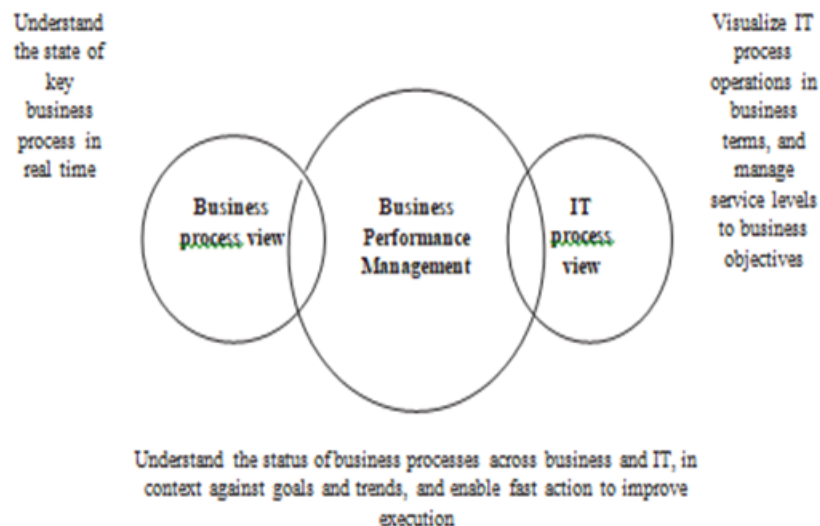 Understand
the state of
key
business
process in
real time
Visualize IT
process
operations in
business
terms, and
manage
service levels
to business
objectives
Business
process view
Business
Performance
Management
IT
process
view
Understand the status of business processes across business and IT, in
context against goals and trends, and enable fast action to improve
execution